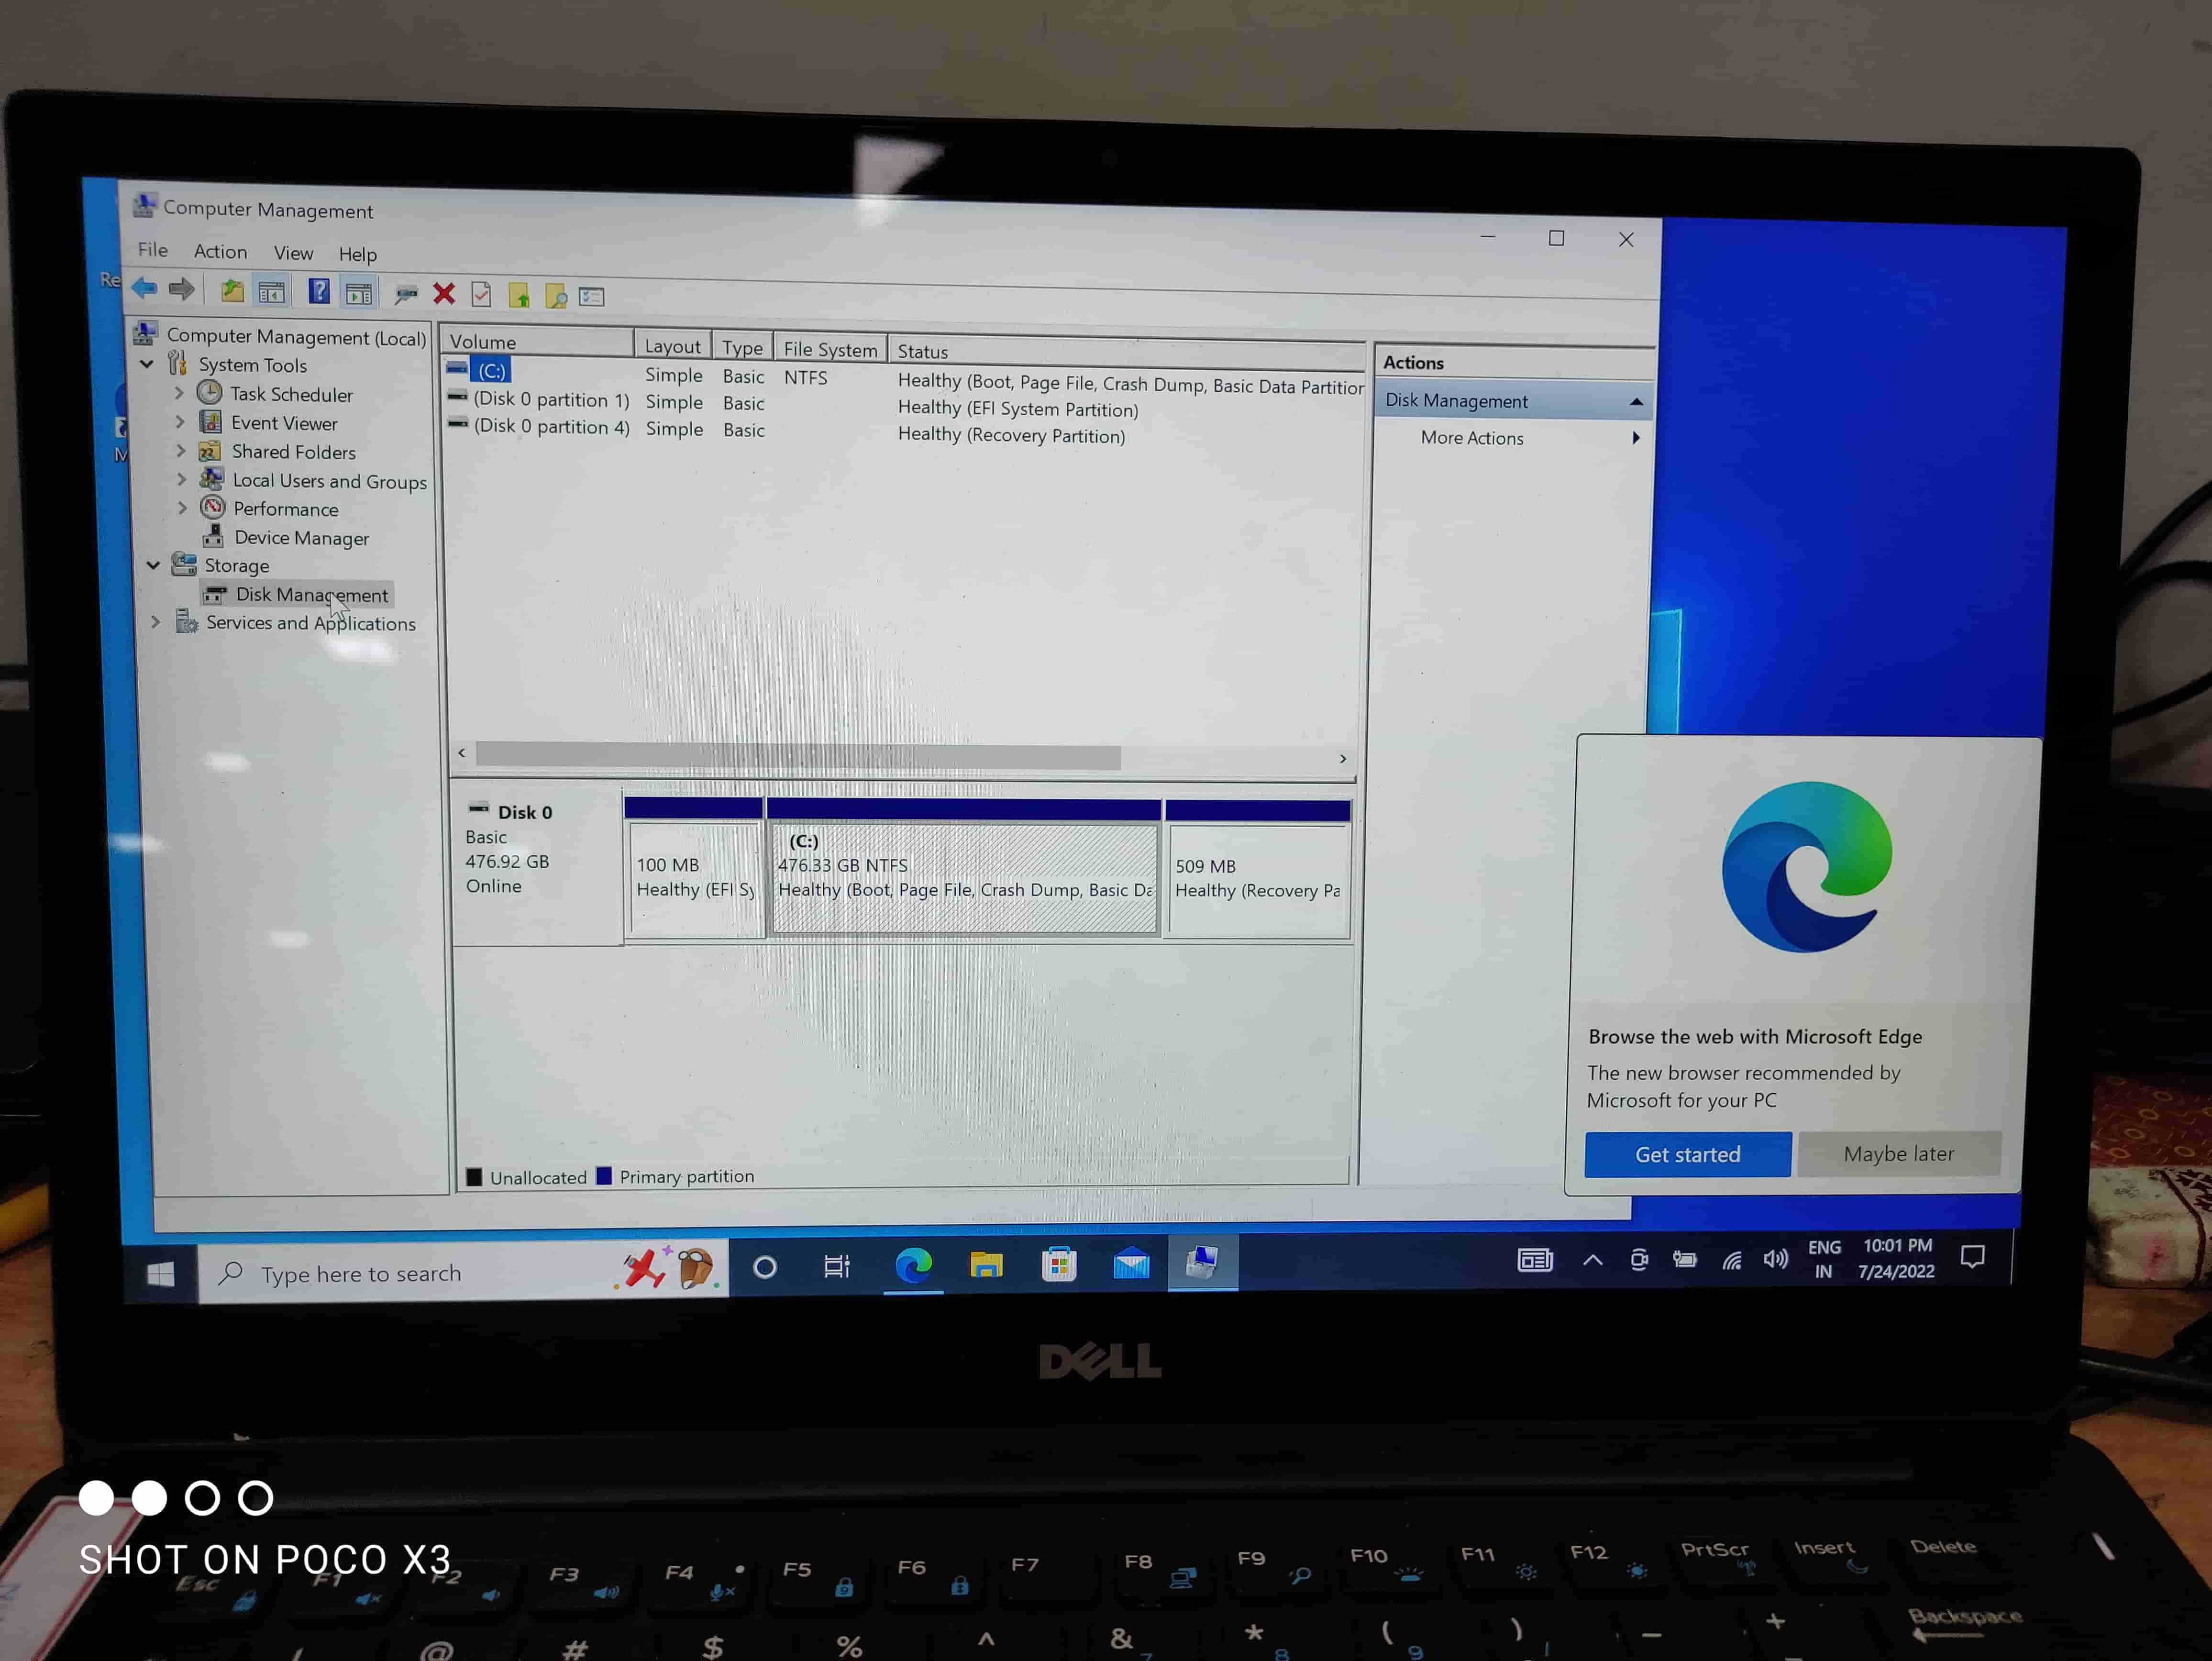 Computer Management
File Action View Help
Re
Computer Management (Local)
System Tools
Task Scheduler
Event Viewer
Shared Folders
Local Users and Groups
Performance
Device Manager
Storage
Disk Management
Services and Applications
M
Volume Layout Type File System Status
(C:) Simple Basic NTFS Healthy (Boot, Page File, Crash Dump, Basic Data Partition
(Disk 0 partition 1) Simple Basic Healthy (EFI System Partition)
(Disk 0 partition 4) Simple Basic Healthy (Recovery Partition)
Actions
Disk Management
More Actions
Disk 0
Basic
476.92 GB
Online
100 MB
Healthy (EFI Sy
(C:)
476.33 GB NTFS
Healthy (Boot, Page File, Crash Dump, Basic Da
509 MB
Healthy (Recovery Pa
Unallocated Primary partition
Browse the web with Microsoft Edge
The new browser recommended by
Microsoft for your PC
Get started Maybe later
Type here to search
ENG
IN
10:01 PM
7/24/2022
DELL
SHOT ON POCO X3
Esc F1 F2 F3 F4 F5 F6 F7 F8 F9 F10 F11 F12 PrtScr Insert Delete
@ # $ % ^ & * ( ) – + Backspace
7 8 9